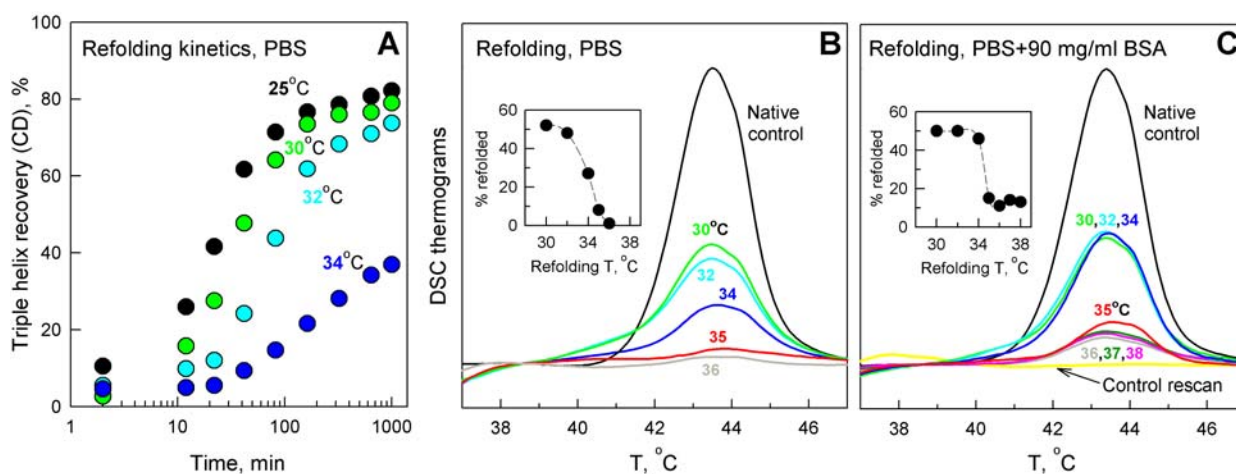 Refolding kinetics, PBS
A
100
80
60
40
20
0
Triple helix recovery (CD), %
25°C
30°C
32°C
34°C
1
10
100
1000
Time, min
Refolding, PBS
B
DSC thermograms
Native
control
60
40
20
0
% refolded
30
34
38
Refolding T, °C
30°C
32
34
35
36
38
40
42
44
46
T, °C
Refolding, PBS+90 mg/ml BSA
C
Native
control
60
40
20
0
% refolded
30
34
38
Refolding T, °C
30,32,34
35°C
36,37,38
Control rescan
38
40
42
44
46
T, °C